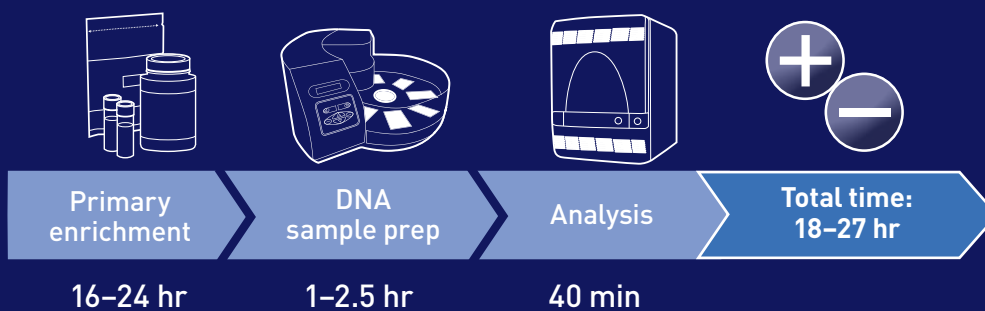 Primary
enrichment
DNA
sample prep
Analysis
Total time:
18–27 hr
16–24 hr
1–2.5 hr
40 min